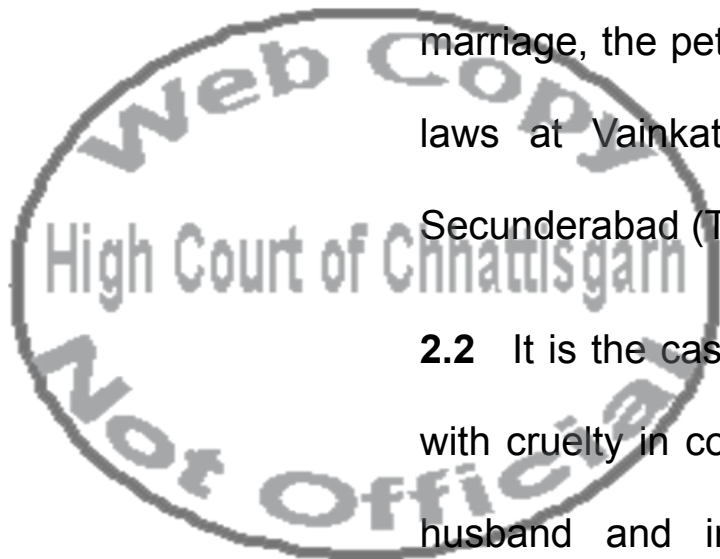 marriage, the pet
Web Copy
laws at Vainkat
Secunderabad (T
High Court of Chhattisgarh
2.2 It is the cas
with cruelty in co
Not Official
husband and in